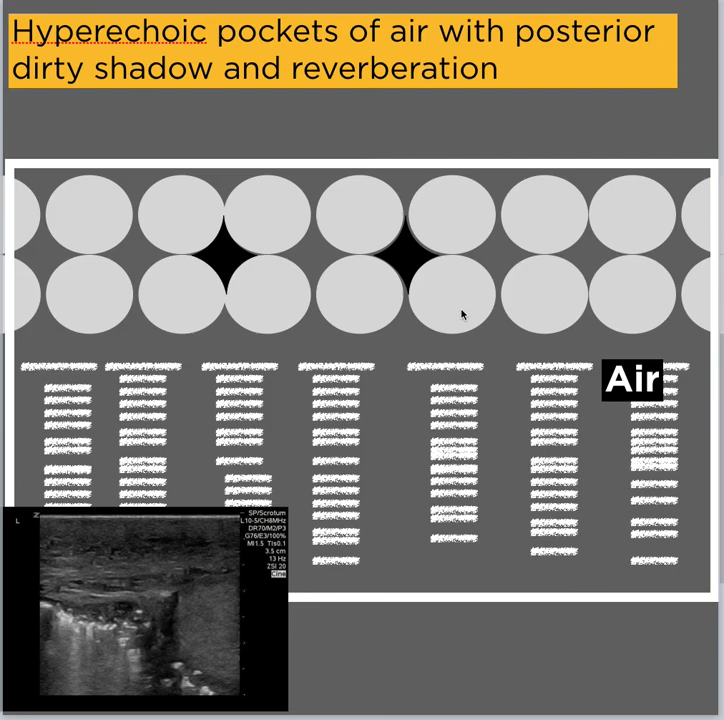 Hyperechoic pockets of air with posterior
dirty shadow and reverberation
Air
L
Z
SP/Scrotum
L10-5/CH8MHz
DR70/M2/P3
G76/E3/100%
MI1.5 TIs0.1
3.5 cm
13 Hz
ZSI 20
Cine